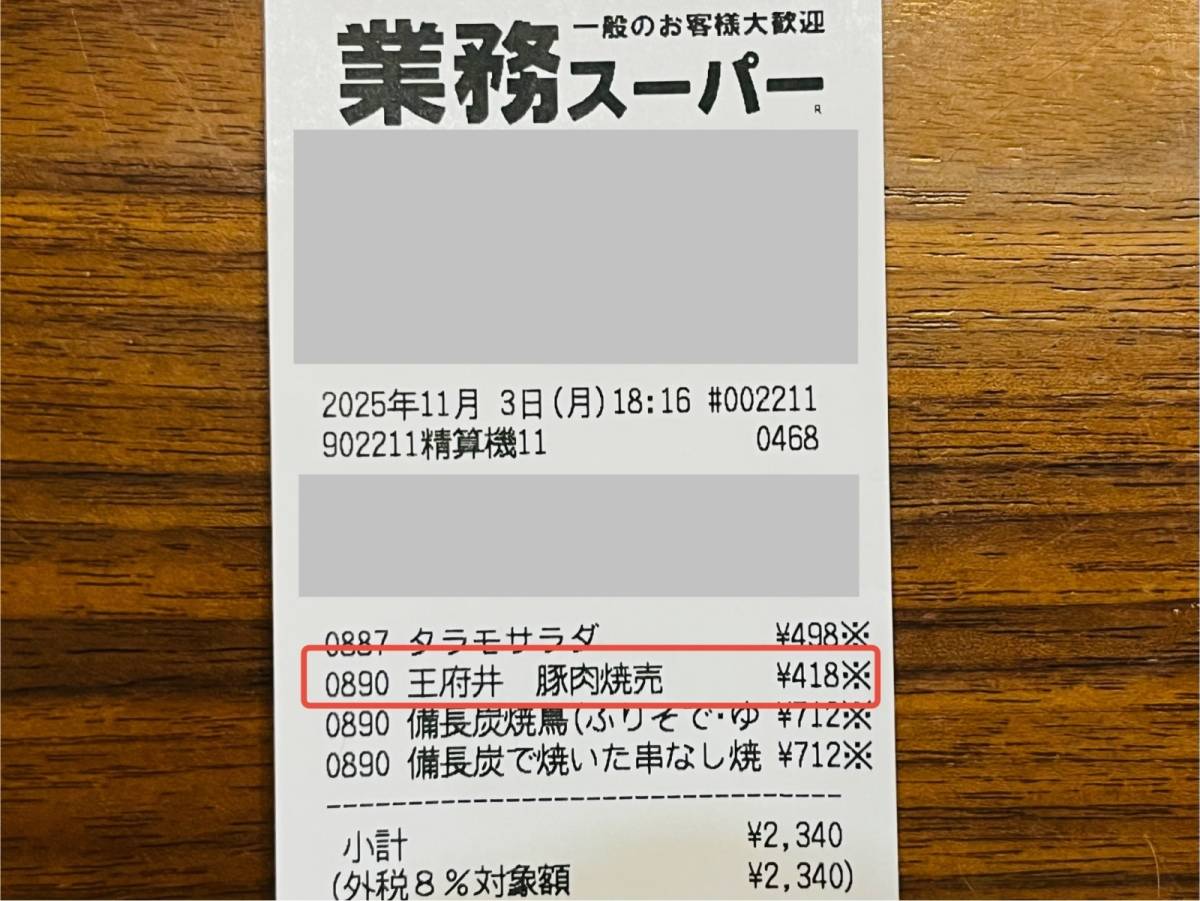 一般のお客様大歓迎
業務スーパー
R
2025年11月 3日(月)18:16 #002211
902211精算機11 0468
0887 タラモサラダ ¥498※
0890 王府井 豚肉焼売 ¥418※
0890 備長炭焼鳥(ふりそで・ゆ ¥712※
0890 備長炭で焼いた串なし焼 ¥712※
小計 ¥2,340
(外税8%対象額 ¥2,340)